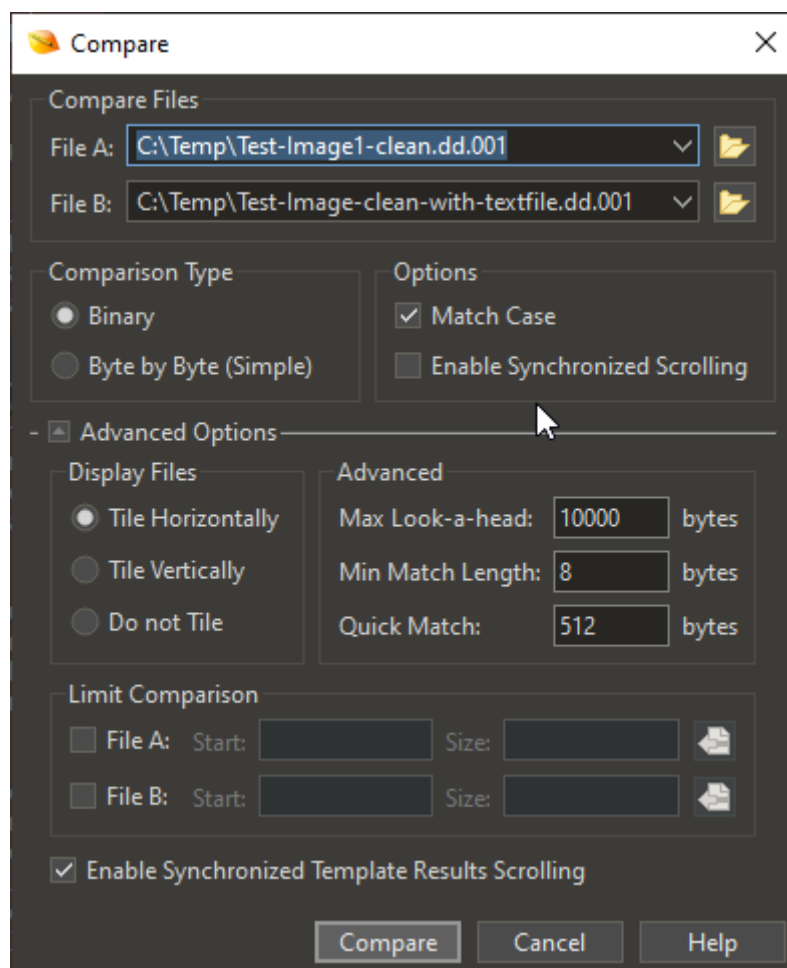 Compare
Compare Files
File A: C:\Temp\Test-Image1-clean.dd.001
File B: C:\Temp\Test-Image-clean-with-textfile.dd.001
Comparison Type
Options
Binary
Match Case
Byte by Byte (Simple)
Enable Synchronized Scrolling
Advanced Options
Display Files
Advanced
Tile Horizontally
Max Look-a-head: 10000 bytes
Tile Vertically
Min Match Length: 8 bytes
Do not Tile
Quick Match: 512 bytes
Limit Comparison
File A: Start: Size:
File B: Start: Size:
Enable Synchronized Template Results Scrolling
Compare Cancel Help